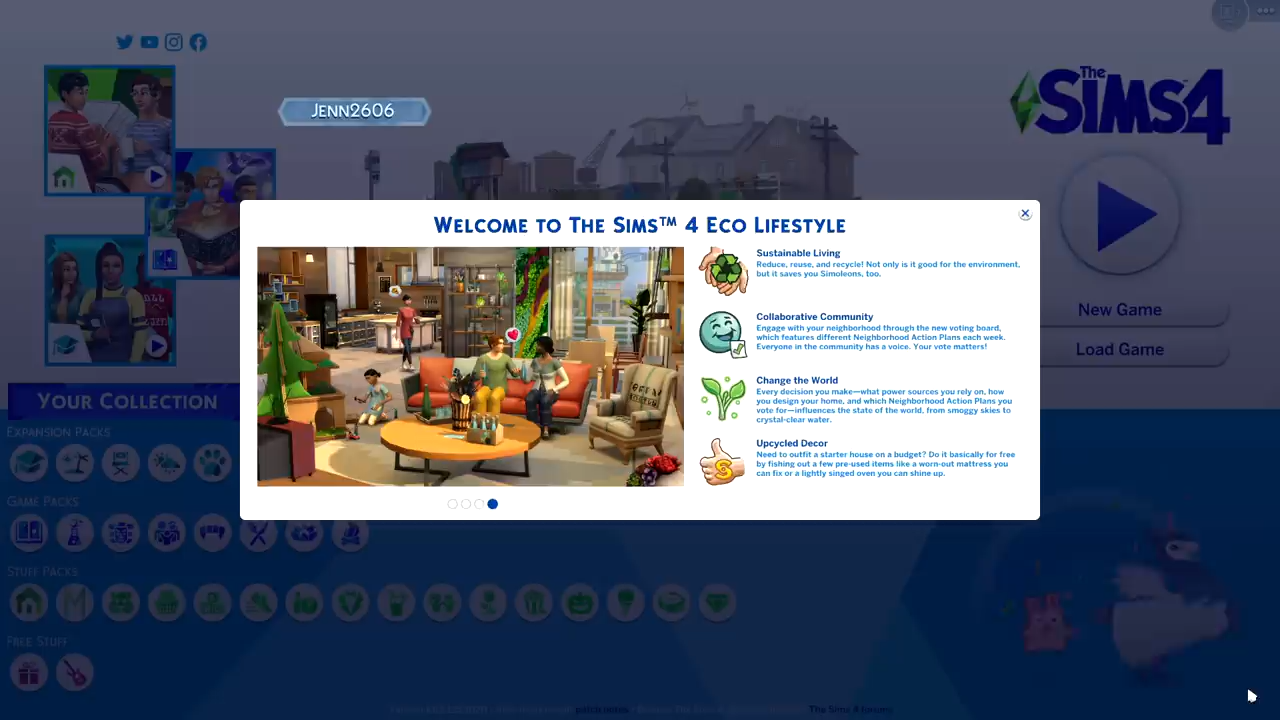 JENN2606
The SIMS 4
WELCOME TO THE SIMS™ 4 ECO LIFESTYLE
Sustainable Living
Reduce, reuse, and recycle! Not only is it good for the environment,
but it saves you Simoleons, too.
Collaborative Community
Engage with your neighborhood through the new voting board,
which features different Neighborhood Action Plans each week.
Everyone in the community has a voice. Your vote matters!
Change the World
Every decision you make—what power sources you rely on, how
you design your home, and which Neighborhood Action Plans you
vote for—influences the state of the world, from smoggy skies to
crystal-clear water.
Upcycled Decor
Need to outfit a starter house on a budget? Do it basically for free
by fishing out a few pre-used items like a worn-out mattress you
can fix or a lightly singed oven you can shine up.
New Game
Load Game
YOUR COLLECTION
EXPANSION PACKS
GAME PACKS
STUFF PACKS
FREE STUFF
The Sims 4 forums